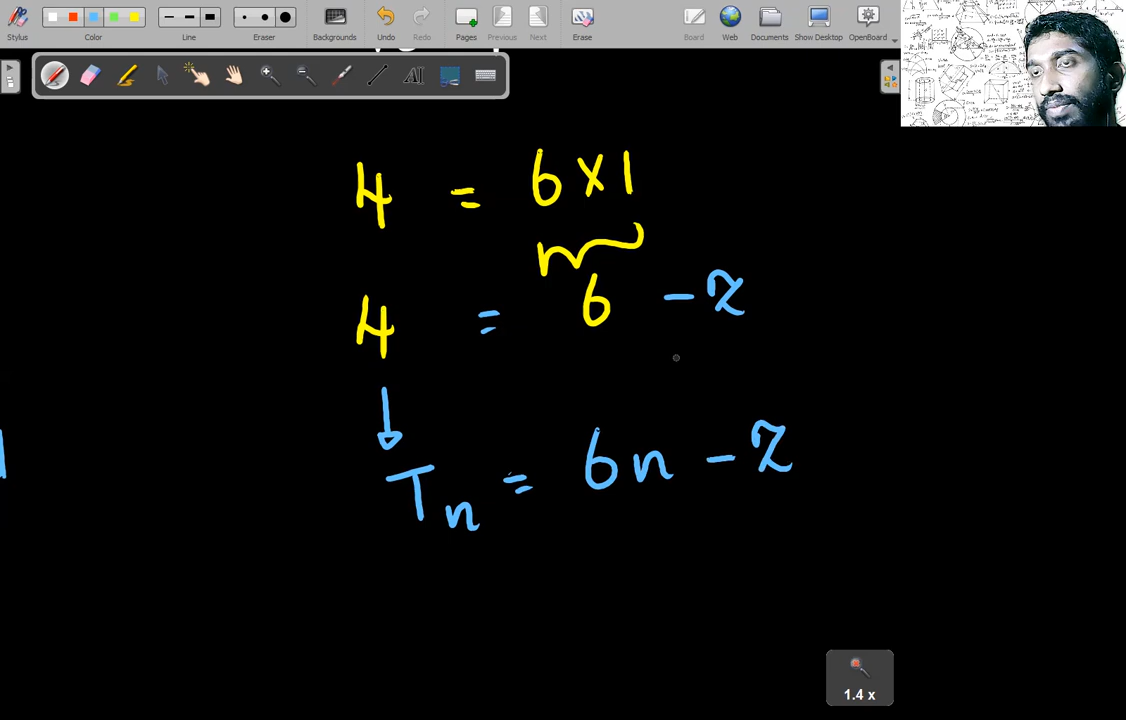 Stylus Color Line Eraser Backgrounds Undo Redo Pages Previous Next Erase Board Web Documents Show Desktop OpenBoard
4 = 6 × 1
4 = 6 - 2
Tn = 6n - 2
1.4 x